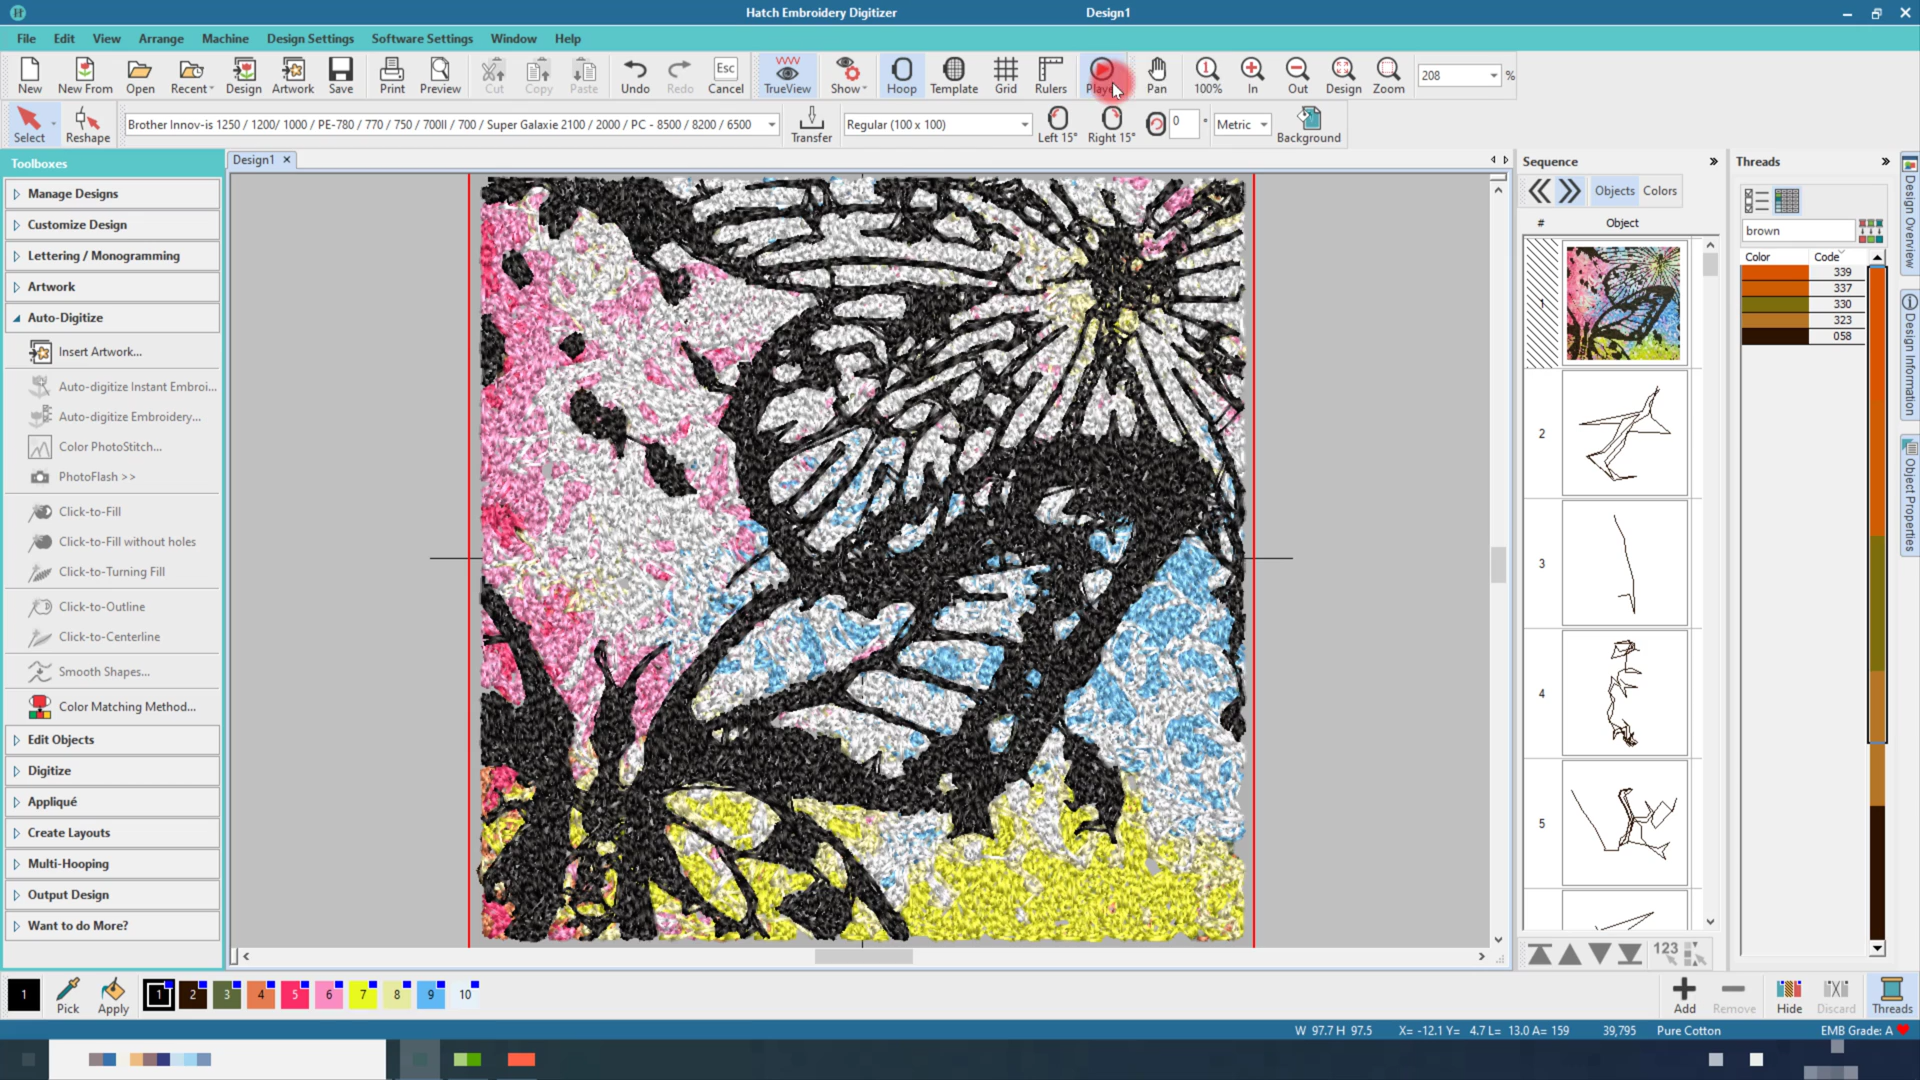 Hatch Embroidery Digitizer Design1
File Edit View Arrange Machine Design Settings Software Settings Window Help
New New From Open Recent Design Artwork Save Print Preview Cut Copy Paste Undo Redo Esc Cancel TrueView Show Hoop Template Grid Rulers Player Pan 1 100% In Out Design Zoom 208 %
Select Reshape Brother Innov-is 1250 / 1200/ 1000 / PE-780 / 770 / 750 / 700II / 700 / Super Galaxie 2100 / 2000 / PC - 8500 / 8200 / 6500 Transfer Regular (100 x 100) Left 15° Right 15° 0 ° Metric Background
Toolboxes
Manage Designs
Customize Design
Lettering / Monogramming
Artwork
Auto-Digitize
Insert Artwork...
Auto-digitize Instant Embroi...
Auto-digitize Embroidery...
Color PhotoStitch...
PhotoFlash >>
Click-to-Fill
Click-to-Fill without holes
Click-to-Turning Fill
Click-to-Outline
Click-to-Centerline
Smooth Shapes...
Color Matching Method...
Edit Objects
Digitize
Appliqué
Create Layouts
Multi-Hooping
Output Design
Want to do More?
Design1
Sequence
Objects Colors
# Object
1
2
3
4
5
123
Threads
brown
Color Code
339
337
330
323
058
Design Overview
Design Information
Object Properties
1 Pick Apply 1 2 3 4 5 6 7 8 9 10
Add Remove Hide Discard Threads
W 97.7 H 97.5 X= -12.1 Y= 4.7 L= 13.0 A= 159 39,795 Pure Cotton EMB Grade: A